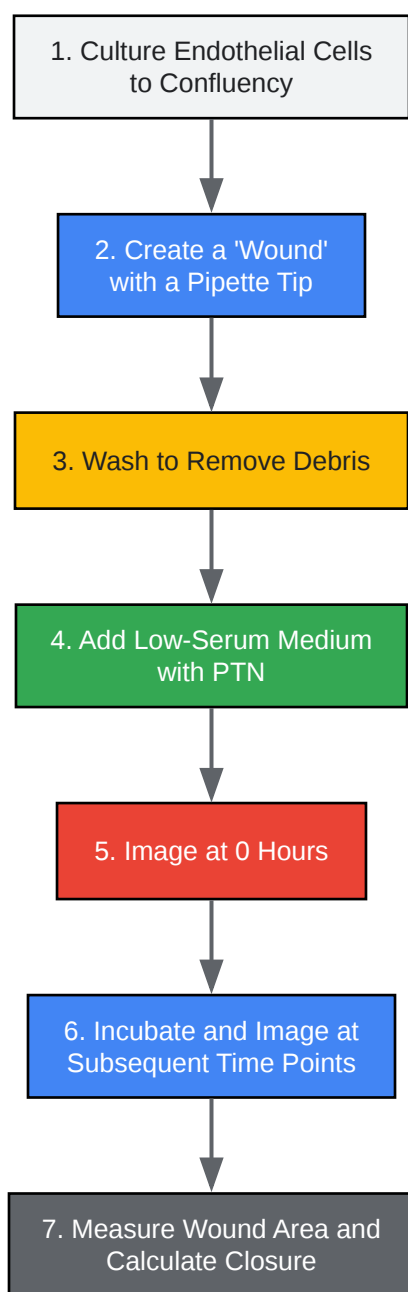 1. Culture Endothelial Cells
to Confluency
2. Create a 'Wound'
with a Pipette Tip
3. Wash to Remove Debris
4. Add Low-Serum Medium
with PTN
5. Image at 0 Hours
6. Incubate and Image at
Subsequent Time Points
7. Measure Wound Area and
Calculate Closure